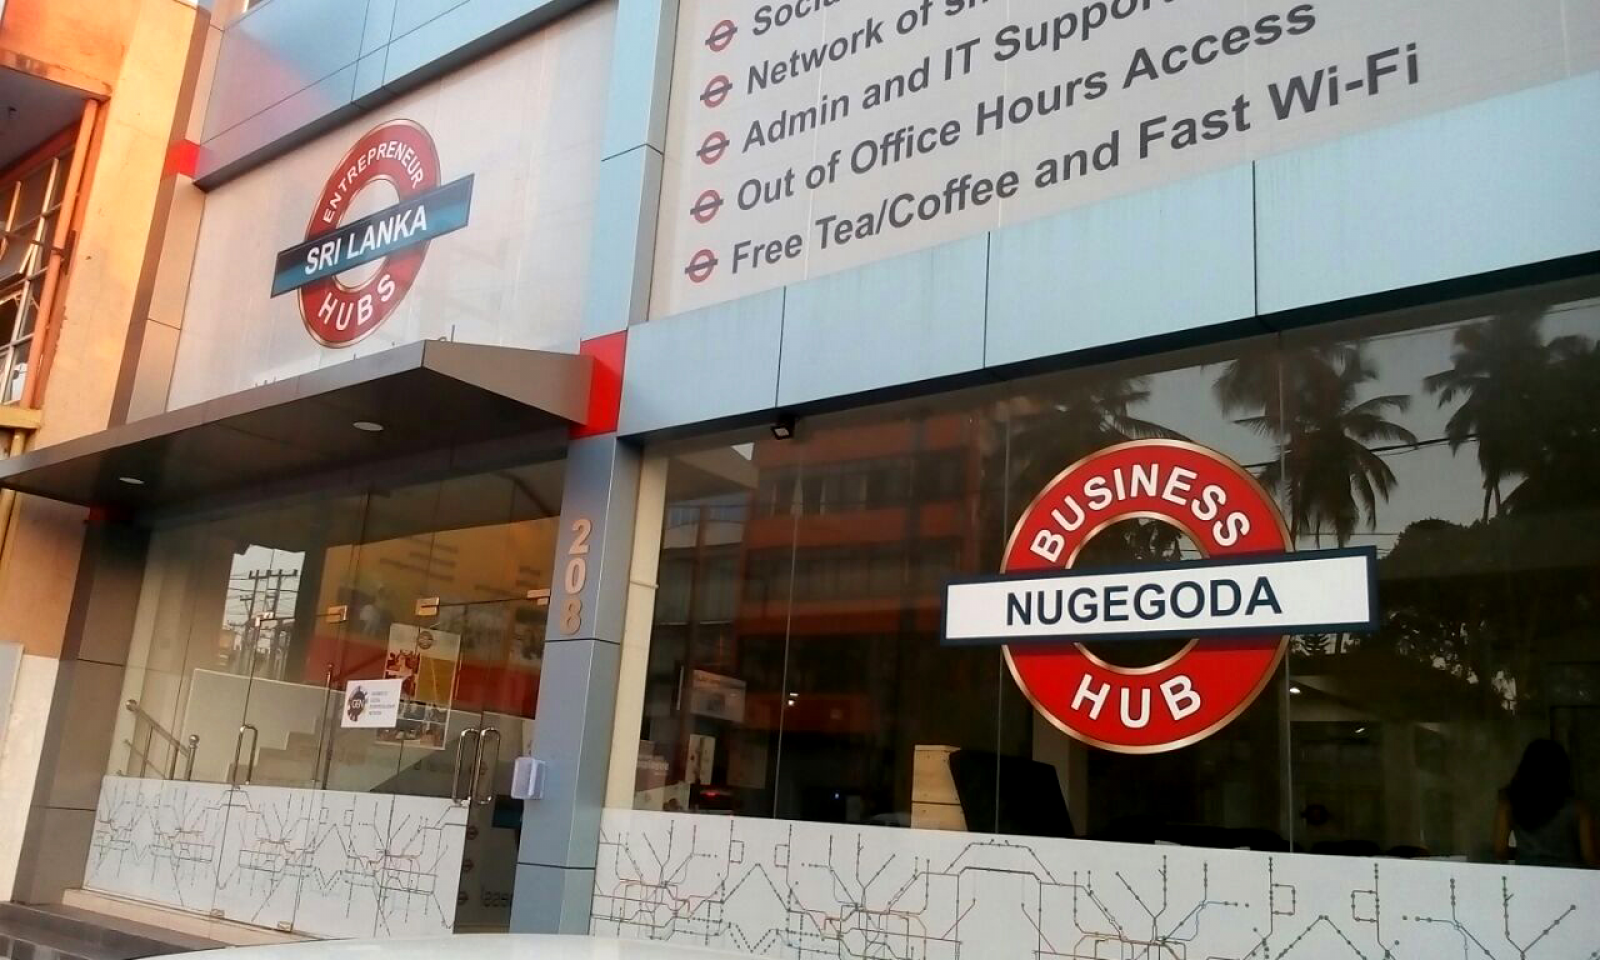 Network of
Admin and IT Support
Out of Office Hours Access
Free Tea/Coffee and Fast Wi-Fi
ENTREPRENEUR
SRI LANKA
HUBS
208
BUSINESS
NUGEGODA
HUB
GEN